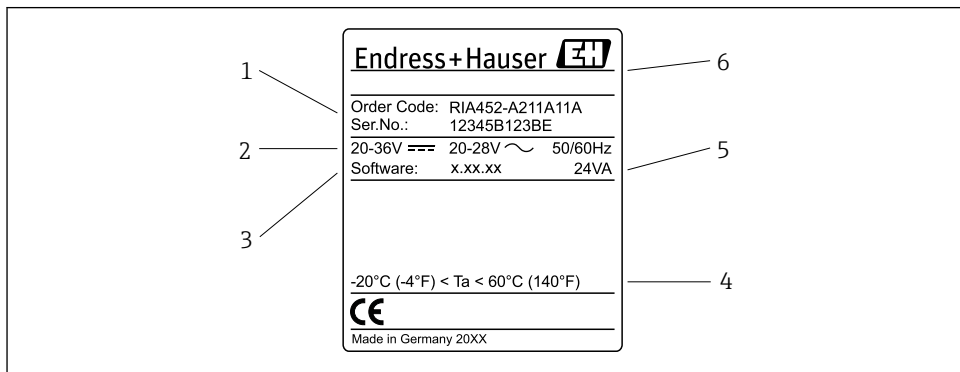 Endress+Hauser EH
1
6
Order Code: RIA452-A211A11A
Ser.No.: 12345B123BE
2
20-36V 20-28V 50/60Hz
5
Software: x.xx.xx 24VA
3
-20°C (-4°F) < Ta < 60°C (140°F)
4
CE
Made in Germany 20XX